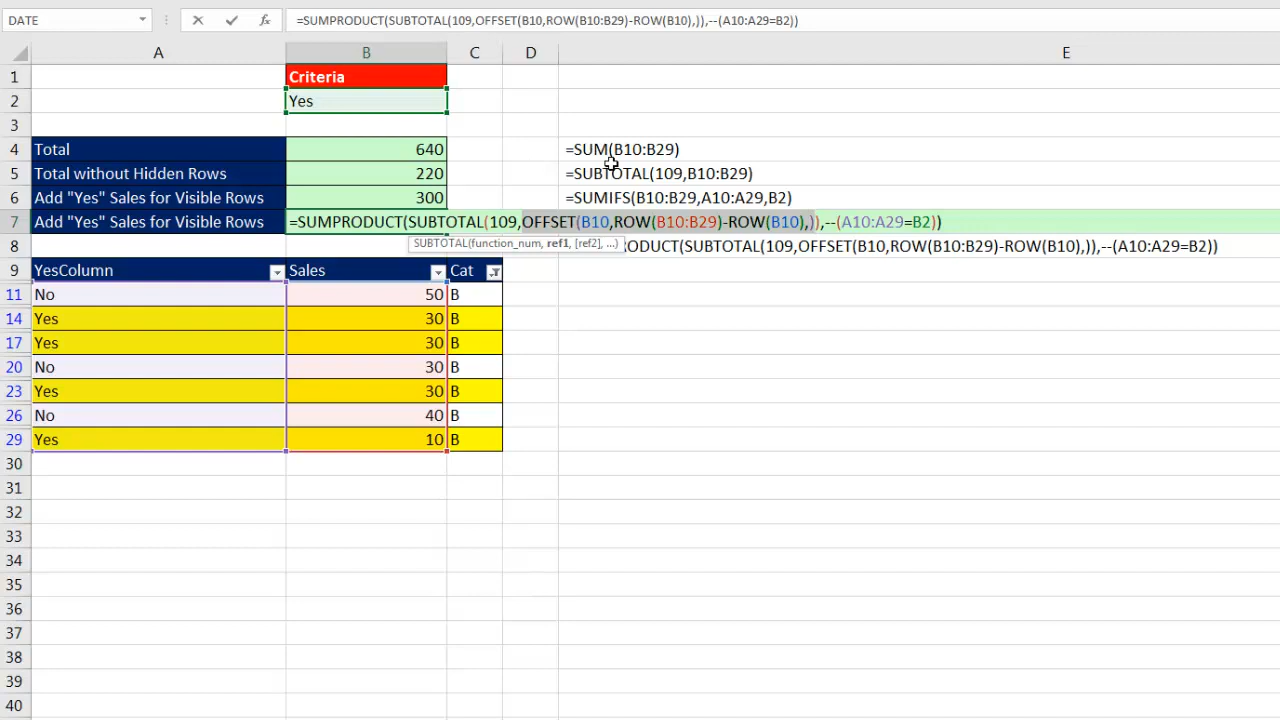 DATE fx =SUMPRODUCT(SUBTOTAL(109,OFFSET(B10,ROW(B10:B29)-ROW(B10),)),--(A10:A29=B2))
A B C D E
1 Criteria
2 Yes
3
4 Total 640 =SUM(B10:B29)
5 Total without Hidden Rows 220 =SUBTOTAL(109,B10:B29)
6 Add "Yes" Sales for Visible Rows 300 =SUMIFS(B10:B29,A10:A29,B2)
7 Add "Yes" Sales for Visible Rows =SUMPRODUCT(SUBTOTAL(109,OFFSET(B10,ROW(B10:B29)-ROW(B10),)),--(A10:A29=B2))
SUBTOTAL(function_num, ref1, [ref2], ...)
8 RODUCT(SUBTOTAL(109,OFFSET(B10,ROW(B10:B29)-ROW(B10),)),--(A10:A29=B2))
9 YesColumn Sales Cat
11 No 50 B
14 Yes 30 B
17 Yes 30 B
20 No 30 B
23 Yes 30 B
26 No 40 B
29 Yes 10 B
30
31
32
33
34
35
36
37
38
39
40